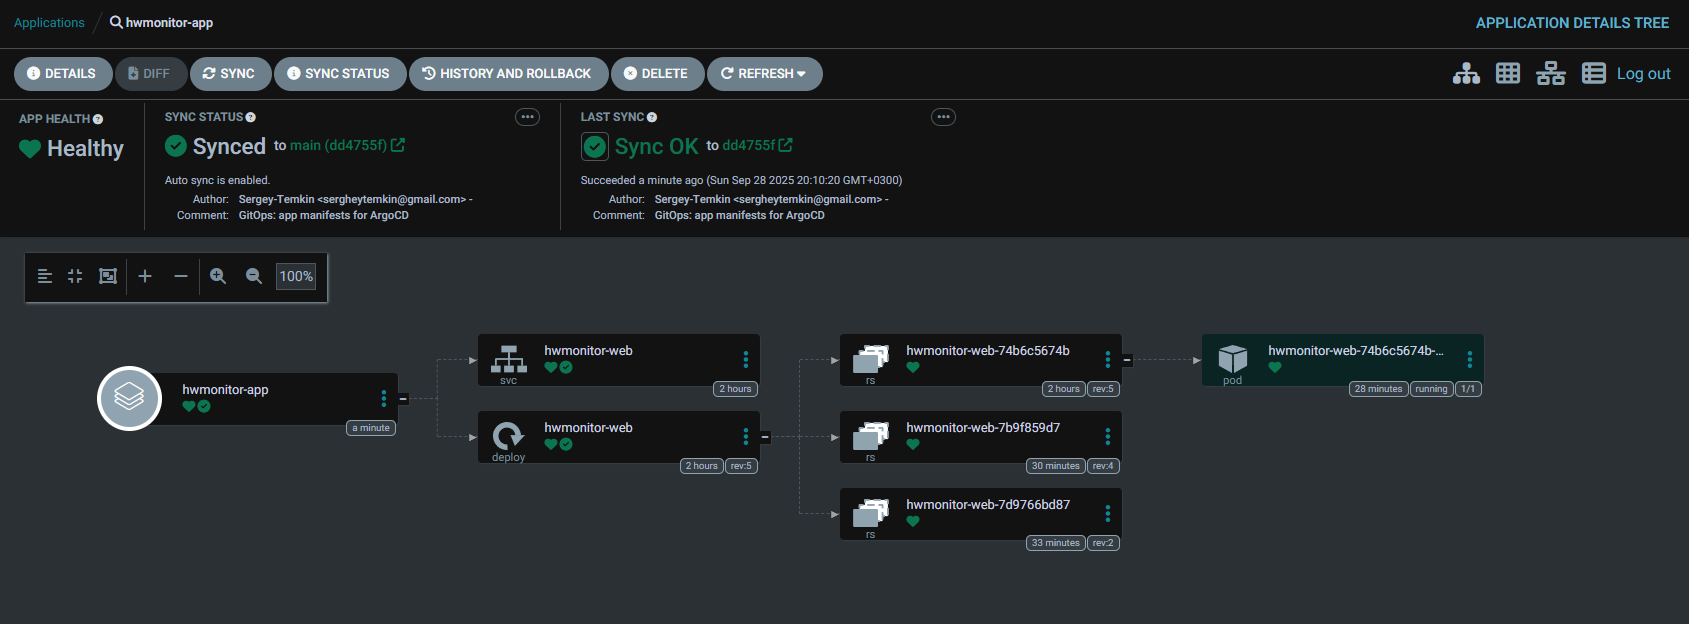 Applications / hwmonitor-app
APPLICATION DETAILS TREE
DETAILS DIFF SYNC SYNC STATUS HISTORY AND ROLLBACK DELETE REFRESH
Log out
APP HEALTH
Healthy
SYNC STATUS
Synced to main (dd4755f)
Auto sync is enabled.
Author: Sergey-Temkin <sergheytemkin@gmail.com> -
Comment: GitOps: app manifests for ArgoCD
LAST SYNC
Sync OK to dd4755f
Succeeded a minute ago (Sun Sep 28 2025 20:10:20 GMT+0300)
Author: Sergey-Temkin <sergheytemkin@gmail.com> -
Comment: GitOps: app manifests for ArgoCD
100%
hwmonitor-app
a minute
hwmonitor-web
svc
2 hours
hwmonitor-web
deploy
2 hours rev:5
hwmonitor-web-74b6c5674b
rs
2 hours rev:5
hwmonitor-web-7b9f859d7
rs
30 minutes rev:4
hwmonitor-web-7d9766bd87
rs
33 minutes rev:2
hwmonitor-web-74b6c5674b-...
pod
28 minutes running 1/1